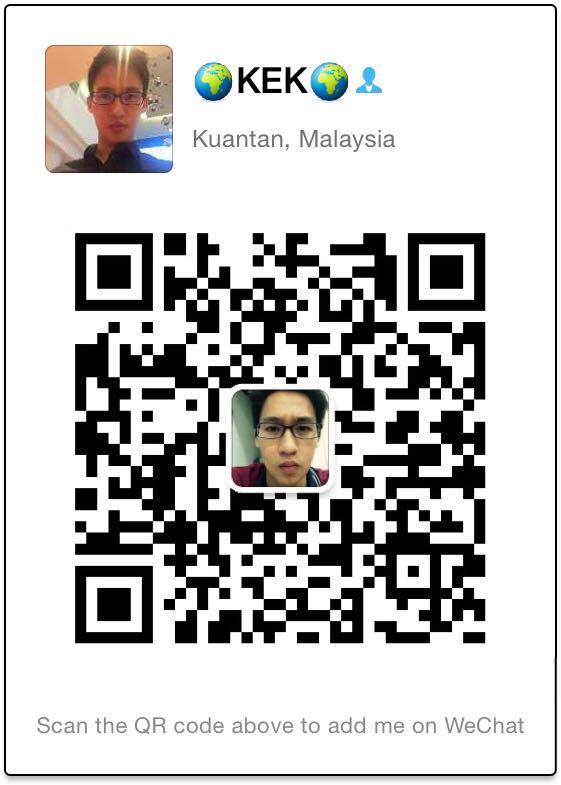 🌍KEK🌍
Kuantan, Malaysia
Scan the QR code above to add me on WeChat